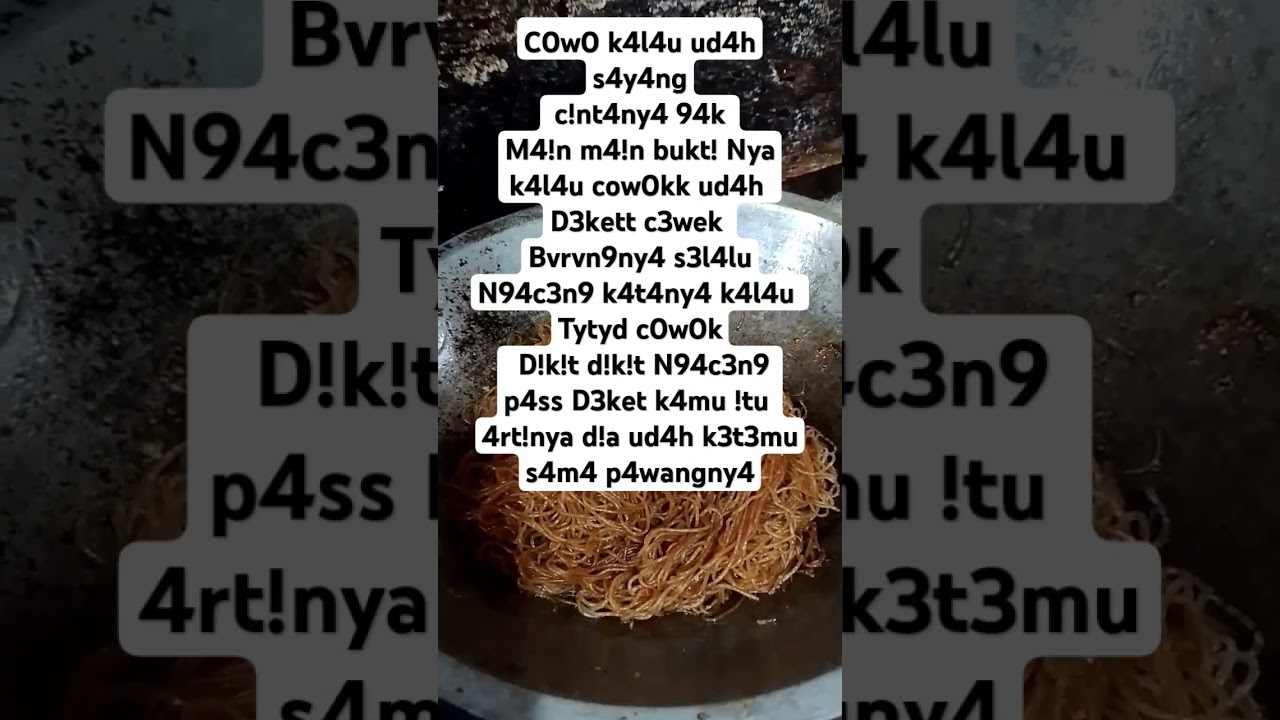 C0w0 k4l4u ud4h
s4y4ng
c!nt4ny4 94k
M4!n m4!n bukt! Nya
k4l4u cow0kk ud4h
D3kett c3wek
Bvrvn9ny4 s3l4lu
N94c3n9 k4t4ny4 k4l4u
Tytyd c0w0k
D!k!t d!k!t N94c3n9
p4ss D3ket k4mu !tu
4rt!nya d!a ud4h k3t3mu
s4m4 p4wangny4